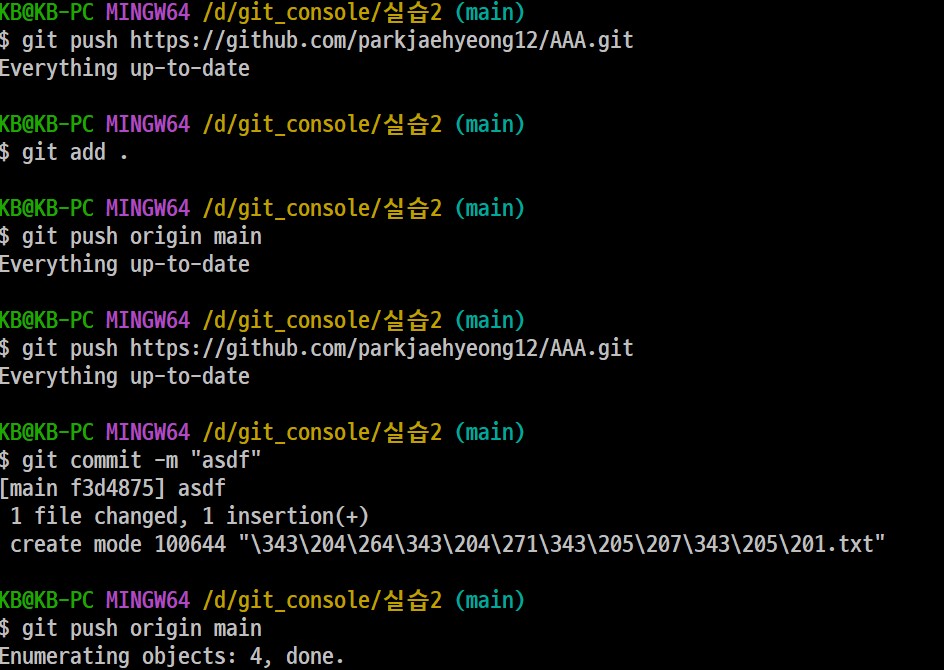 KB@KB-PC MINGW64 /d/git_console/실습2 (main)
$ git push https://github.com/parkjaehyeong12/AAA.git
Everything up-to-date
KB@KB-PC MINGW64 /d/git_console/실습2 (main)
$ git add .
KB@KB-PC MINGW64 /d/git_console/실습2 (main)
$ git push origin main
Everything up-to-date
KB@KB-PC MINGW64 /d/git_console/실습2 (main)
$ git push https://github.com/parkjaehyeong12/AAA.git
Everything up-to-date
KB@KB-PC MINGW64 /d/git_console/실습2 (main)
$ git commit -m "asdf"
[main f3d4875] asdf
1 file changed, 1 insertion(+)
create mode 100644 "\343\204\264\343\204\271\343\205\207\343\205\201.txt"
KB@KB-PC MINGW64 /d/git_console/실습2 (main)
$ git push origin main
Enumerating objects: 4, done.